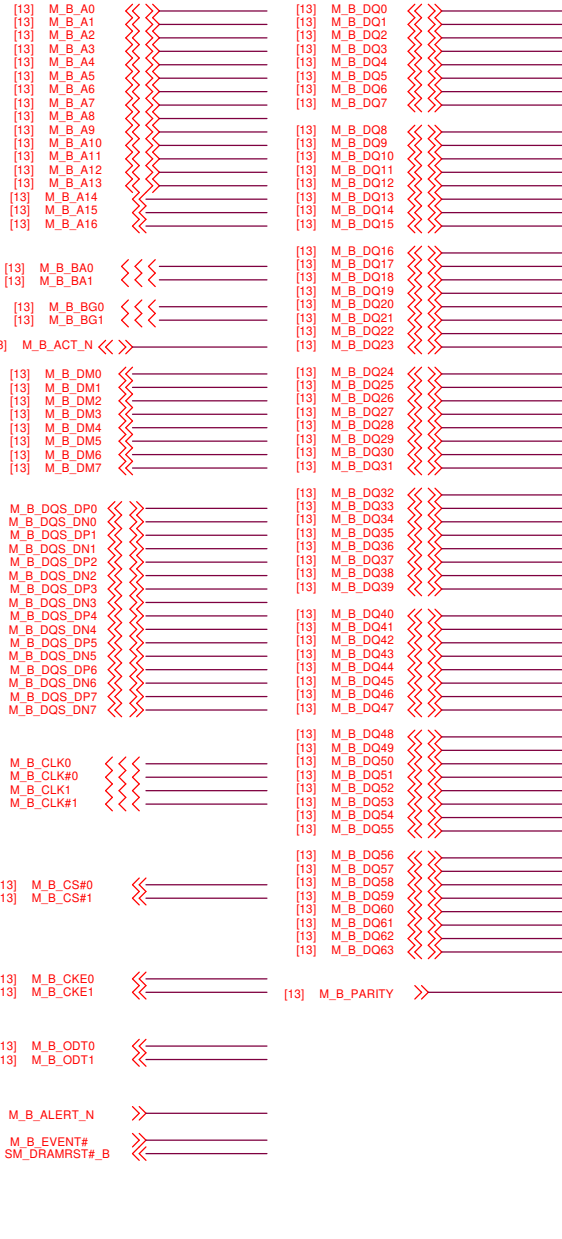 [13] M_B_A0
[13] M_B_A1
[13] M_B_A2
[13] M_B_A3
[13] M_B_A4
[13] M_B_A5
[13] M_B_A6
[13] M_B_A7
[13] M_B_A8
[13] M_B_A9
[13] M_B_A10
[13] M_B_A11
[13] M_B_A12
[13] M_B_A13
[13] M_B_A14
[13] M_B_A15
[13] M_B_A16
[13] M_B_BA0
[13] M_B_BA1
[13] M_B_BG0
[13] M_B_BG1
3] M_B_ACT_N
[13] M_B_DM0
[13] M_B_DM1
[13] M_B_DM2
[13] M_B_DM3
[13] M_B_DM4
[13] M_B_DM5
[13] M_B_DM6
[13] M_B_DM7
M_B_DQS_DP0
M_B_DQS_DN0
M_B_DQS_DP1
M_B_DQS_DN1
M_B_DQS_DP2
M_B_DQS_DN2
M_B_DQS_DP3
M_B_DQS_DN3
M_B_DQS_DP4
M_B_DQS_DN4
M_B_DQS_DP5
M_B_DQS_DN5
M_B_DQS_DP6
M_B_DQS_DN6
M_B_DQS_DP7
M_B_DQS_DN7
M_B_CLK0
M_B_CLK#0
M_B_CLK1
M_B_CLK#1
13] M_B_CS#0
13] M_B_CS#1
13] M_B_CKE0
13] M_B_CKE1
13] M_B_ODT0
13] M_B_ODT1
M_B_ALERT_N
M_B_EVENT#
SM_DRAMRST#_B
[13] M_B_DQ0
[13] M_B_DQ1
[13] M_B_DQ2
[13] M_B_DQ3
[13] M_B_DQ4
[13] M_B_DQ5
[13] M_B_DQ6
[13] M_B_DQ7
[13] M_B_DQ8
[13] M_B_DQ9
[13] M_B_DQ10
[13] M_B_DQ11
[13] M_B_DQ12
[13] M_B_DQ13
[13] M_B_DQ14
[13] M_B_DQ15
[13] M_B_DQ16
[13] M_B_DQ17
[13] M_B_DQ18
[13] M_B_DQ19
[13] M_B_DQ20
[13] M_B_DQ21
[13] M_B_DQ22
[13] M_B_DQ23
[13] M_B_DQ24
[13] M_B_DQ25
[13] M_B_DQ26
[13] M_B_DQ27
[13] M_B_DQ28
[13] M_B_DQ29
[13] M_B_DQ30
[13] M_B_DQ31
[13] M_B_DQ32
[13] M_B_DQ33
[13] M_B_DQ34
[13] M_B_DQ35
[13] M_B_DQ36
[13] M_B_DQ37
[13] M_B_DQ38
[13] M_B_DQ39
[13] M_B_DQ40
[13] M_B_DQ41
[13] M_B_DQ42
[13] M_B_DQ43
[13] M_B_DQ44
[13] M_B_DQ45
[13] M_B_DQ46
[13] M_B_DQ47
[13] M_B_DQ48
[13] M_B_DQ49
[13] M_B_DQ50
[13] M_B_DQ51
[13] M_B_DQ52
[13] M_B_DQ53
[13] M_B_DQ54
[13] M_B_DQ55
[13] M_B_DQ56
[13] M_B_DQ57
[13] M_B_DQ58
[13] M_B_DQ59
[13] M_B_DQ60
[13] M_B_DQ61
[13] M_B_DQ62
[13] M_B_DQ63
[13] M_B_PARITY